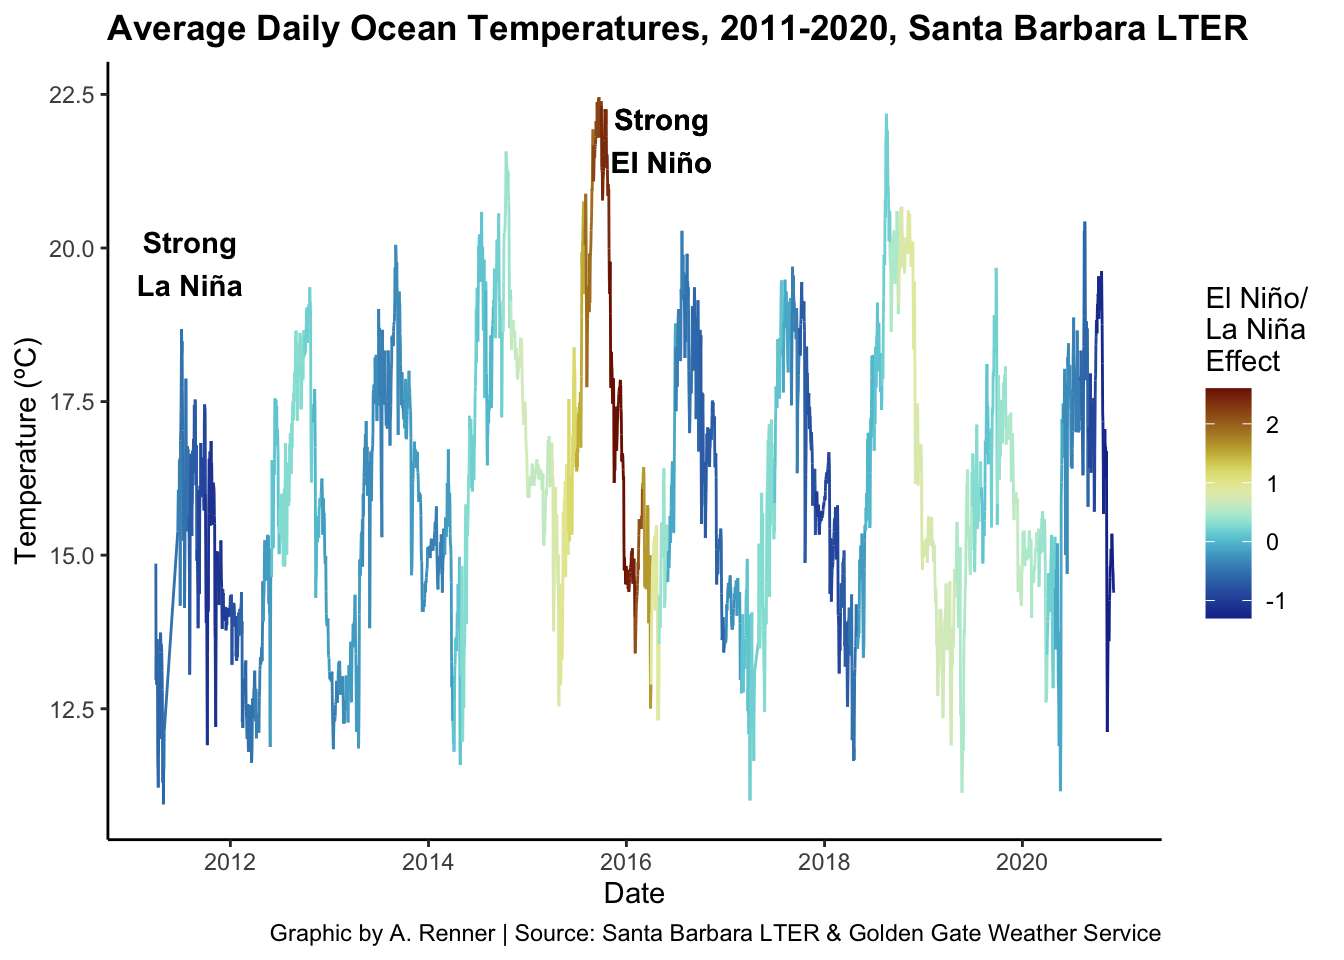 Average Daily Ocean Temperatures, 2011-2020, Santa Barbara LTER
Temperature (ºC)
22.5
20.0
17.5
15.0
12.5
Strong
La Niña
Strong
El Niño
2012
2014
2016
2018
2020
Date
El Niño/
La Niña
Effect
2
1
0
-1
Graphic by A. Renner | Source: Santa Barbara LTER & Golden Gate Weather Service